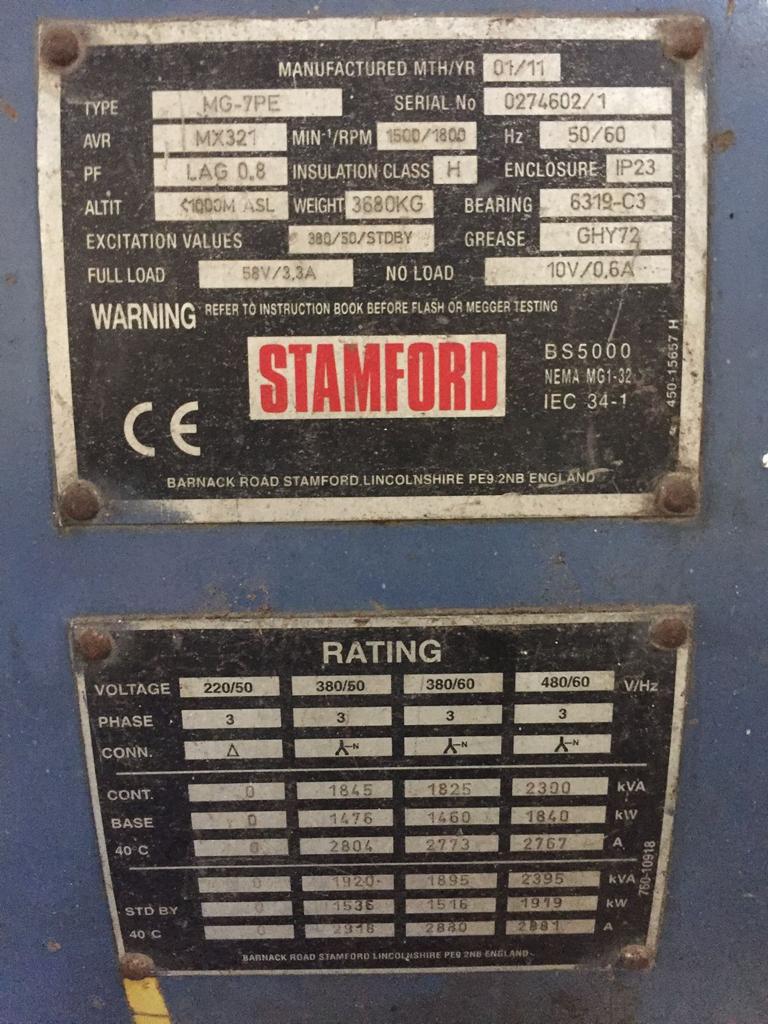 MANUFACTURED MTH/YR 01/11
TYPE MG-7PE SERIAL No 0274602/1
AVR MX321 MIN⁻¹/RPM 1500/1800 Hz 50/60
PF LAG 0.8 INSULATION CLASS H ENCLOSURE IP23
ALTIT <1000M ASL WEIGHT 3680KG BEARING 6319-C3
EXCITATION VALUES 380/50/STDBY GREASE GHY72
FULL LOAD 58V/3.3A NO LOAD 10V/0.6A
WARNING REFER TO INSTRUCTION BOOK BEFORE FLASH OR MEGGER TESTING
STAMFORD
BS5000
NEMA MG1-32
IEC 34-1
CE
450-15657 H
BARNACK ROAD STAMFORD LINCOLNSHIRE PE9 2NB ENGLAND
RATING
VOLTAGE 220/50 380/50 380/60 480/60 V/Hz
PHASE 3 3 3 3
CONN. Δ ⅄-N ⅄-N ⅄-N
CONT. 0 1845 1825 2300 kVA
BASE 0 1476 1460 1840 kW
40 C 0 2804 2773 2767 A
0 1920 1895 2395 kVA
STD BY 0 1536 1516 1919 kW
40 C 0 2918 2880 2881 A
760-10918
BARNACK ROAD STAMFORD LINCOLNSHIRE PE9 2NB ENGLAND